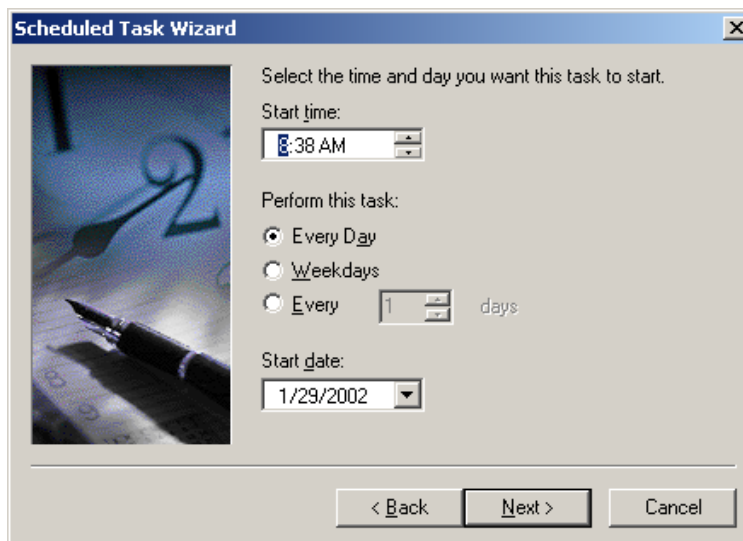 Scheduled Task Wizard
Select the time and day you want this task to start.
Start time:
8:38 AM
Perform this task:
Every Day
Weekdays
Every 1 days
Start date:
1/29/2002
< Back Next > Cancel